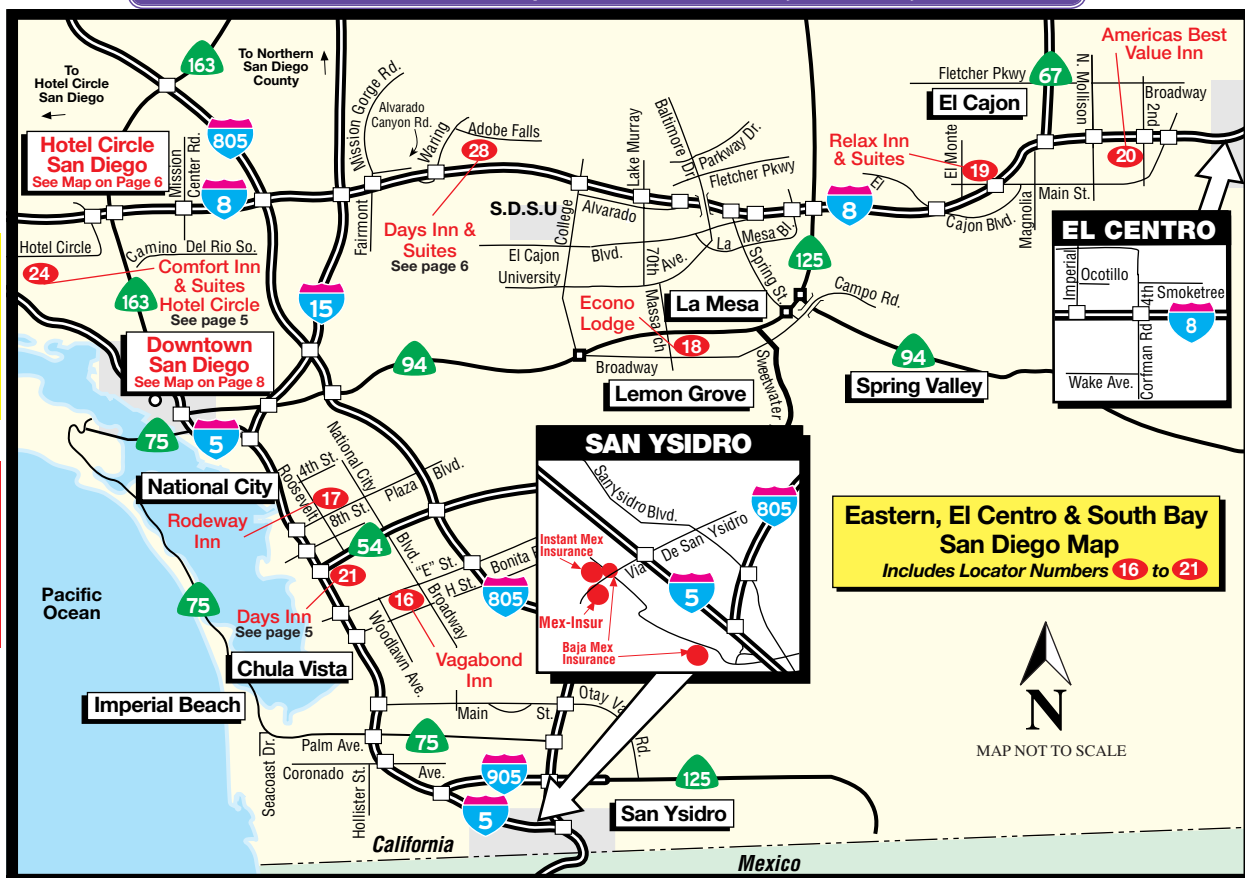 To
Hotel Circle
San Diego
163
To Northern
San Diego
County
Hotel Circle
San Diego
See Map on Page 6
805
Mission
Center Rd.
8
Mission Gorge Rd.
Alvarado
Canyon Rd.
Waring
Adobe Falls
28
Fairmont
Days Inn &
Suites
See page 6
S.D.S.U
College
Alvarado
Lake Murray
Baltimore Dr.
Parkway Dr.
Fletcher Pkwy
El Cajon
Blvd.
La
Mesa Bl.
University
Ave.
70th
Spring St.
8
125
Relax Inn
& Suites
19
El Monte
El
Cajon Blvd.
Magnolia
Main St.
Fletcher Pkwy
El Cajon
67
N. Mollison
Broadway
2nd
Americas Best
Value Inn
20
EL CENTRO
Imperial
Ocotillo
4th
Smoketree
8
Corfman Rd
Wake Ave.
Hotel Circle
24
Camino
Del Rio So.
Comfort Inn
& Suites
Hotel Circle
See page 5
163
15
Downtown
San Diego
See Map on Page 8
94
Econo
Lodge
Massa
ch
18
La Mesa
Campo Rd.
Broadway
Lemon Grove
Sweetwater
Spring Valley
94
75
5
National City
Rodeway
Inn
17
Roosevelt
4th St.
8th St.
National City
Blvd.
Plaza
Blvd.
54
"E" St.
H St.
Bonita
21
Days Inn
See page 5
16
Broadway
Woodlawn Ave.
Vagabond
Inn
805
Pacific
Ocean
75
Chula Vista
Imperial Beach
SAN YSIDRO
San Ysidro
Blvd.
805
Via
De San Ysidro
5
Instant Mex
Insurance
Mex-Insur
Baja Mex
Insurance
Eastern, El Centro & South Bay
San Diego Map
Includes Locator Numbers 16 to 21
N
MAP NOT TO SCALE
Main
St.
Otay
Rd.
Palm Ave.
75
Seacoast Dr.
Coronado
Ave.
Hollister St.
905
125
5
San Ysidro
California
Mexico